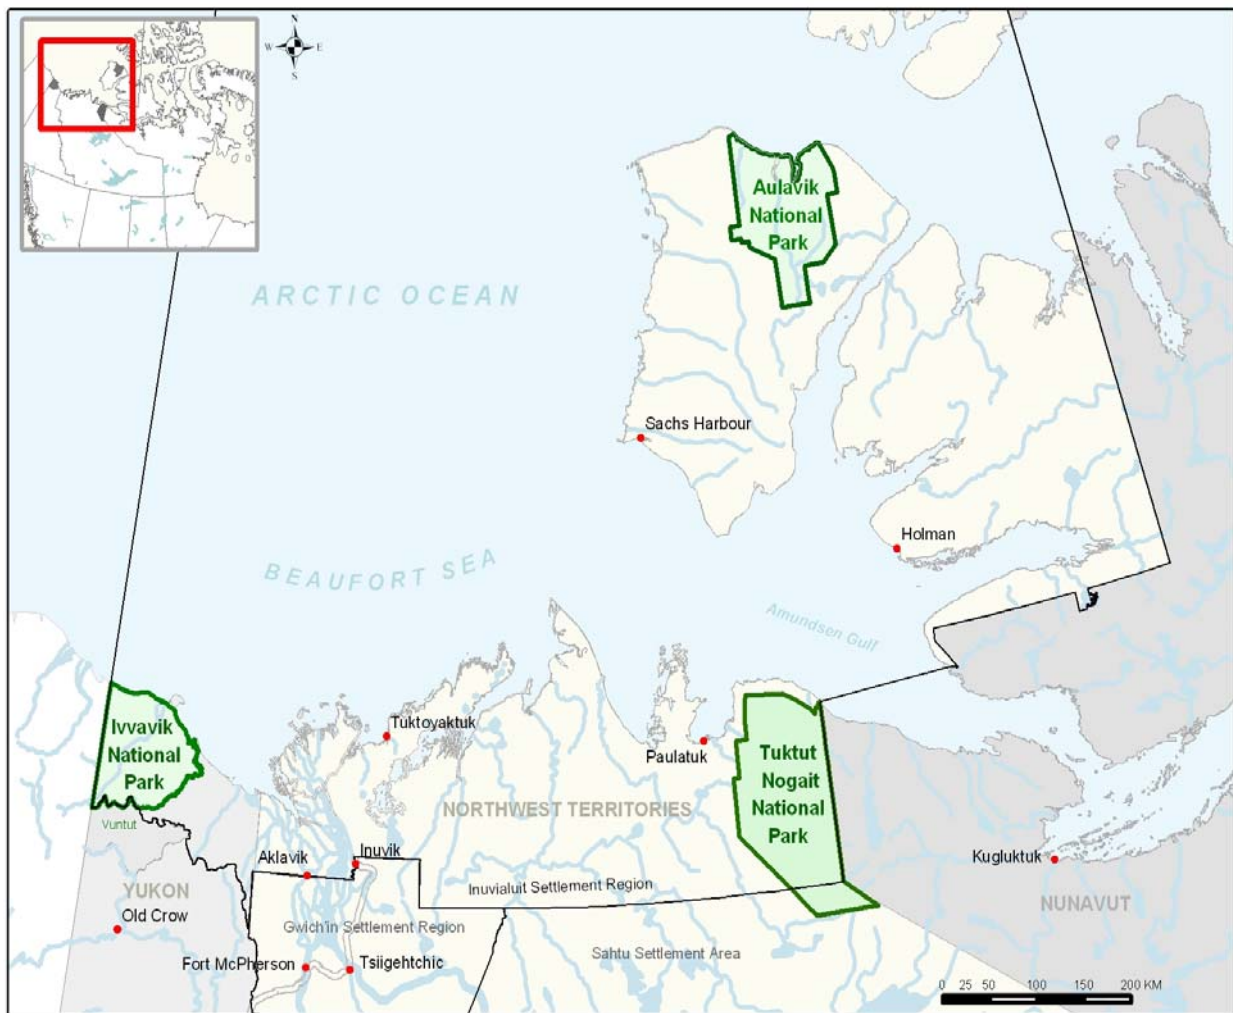 N
W E
S
Aulavik
National
Park
ARCTIC OCEAN
Sachs Harbour
Holman
BEAUFORT SEA
Amundsen Gulf
Ivvavik
National
Park
Tuktoyaktuk
Paulatuk
Tuktut
Nogait
National
Park
NORTHWEST TERRITORIES
Vuntut
Aklavik
Inuvik
Kugluktuk
Inuvialuit Settlement Region
YUKON
NUNAVUT
Old Crow
Gwich'in Settlement Region
Sahtu Settlement Area
Fort McPherson
Tsiigehtchic
0 25 50 100 150 200 KM